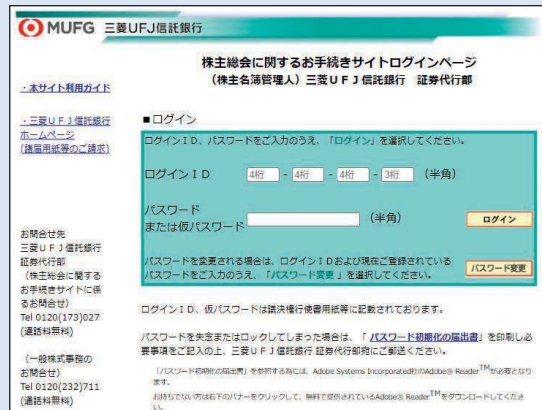 MUFG 三菱UFJ信託銀行
株主総会に関するお手続きサイトログインページ
（株主名簿管理人）三菱ＵＦＪ信託銀行　証券代行部
・本サイト利用ガイド
・三菱ＵＦＪ信託銀行
ホームページ
(諸届用紙等のご請求)
お問合せ先
三菱ＵＦＪ信託銀行
証券代行部
（株主総会に関する
お手続きサイトに係
るお問合せ）
Tel 0120(173)027
(通話料無料)
（一般株式事務の
お問合せ）
Tel 0120(232)711
(通話料無料)
■ログイン
ログインＩＤ、パスワードをご入力のうえ、「ログイン」を選択してください。
ログインＩＤ 4桁 - 4桁 - 4桁 - 3桁 （半角）
パスワード
または仮パスワード （半角） ログイン
パスワードを変更される場合は、ログインＩＤおよび現在ご登録されている
パスワードをご入力のうえ、「パスワード変更 」を選択してください。 パスワード変更
ログインＩＤ、仮パスワードは議決権行使書用紙等に記載されております。
パスワードを失念またはロックしてしまった場合は、「 パスワード初期化の届出書」を印刷し必
要事項をご記入の上、三菱ＵＦＪ信託銀行 証券代行部宛にご郵送ください。
「パスワード初期化の届出書」を参照する為には、Adobe Systems Incorporated社のAdobe® Reader™が必要となり
ます。
お持ちでない方は右下のバナーをクリックして、無料で提供されているAdobe® Reader™をダウンロードしてくださ
い。